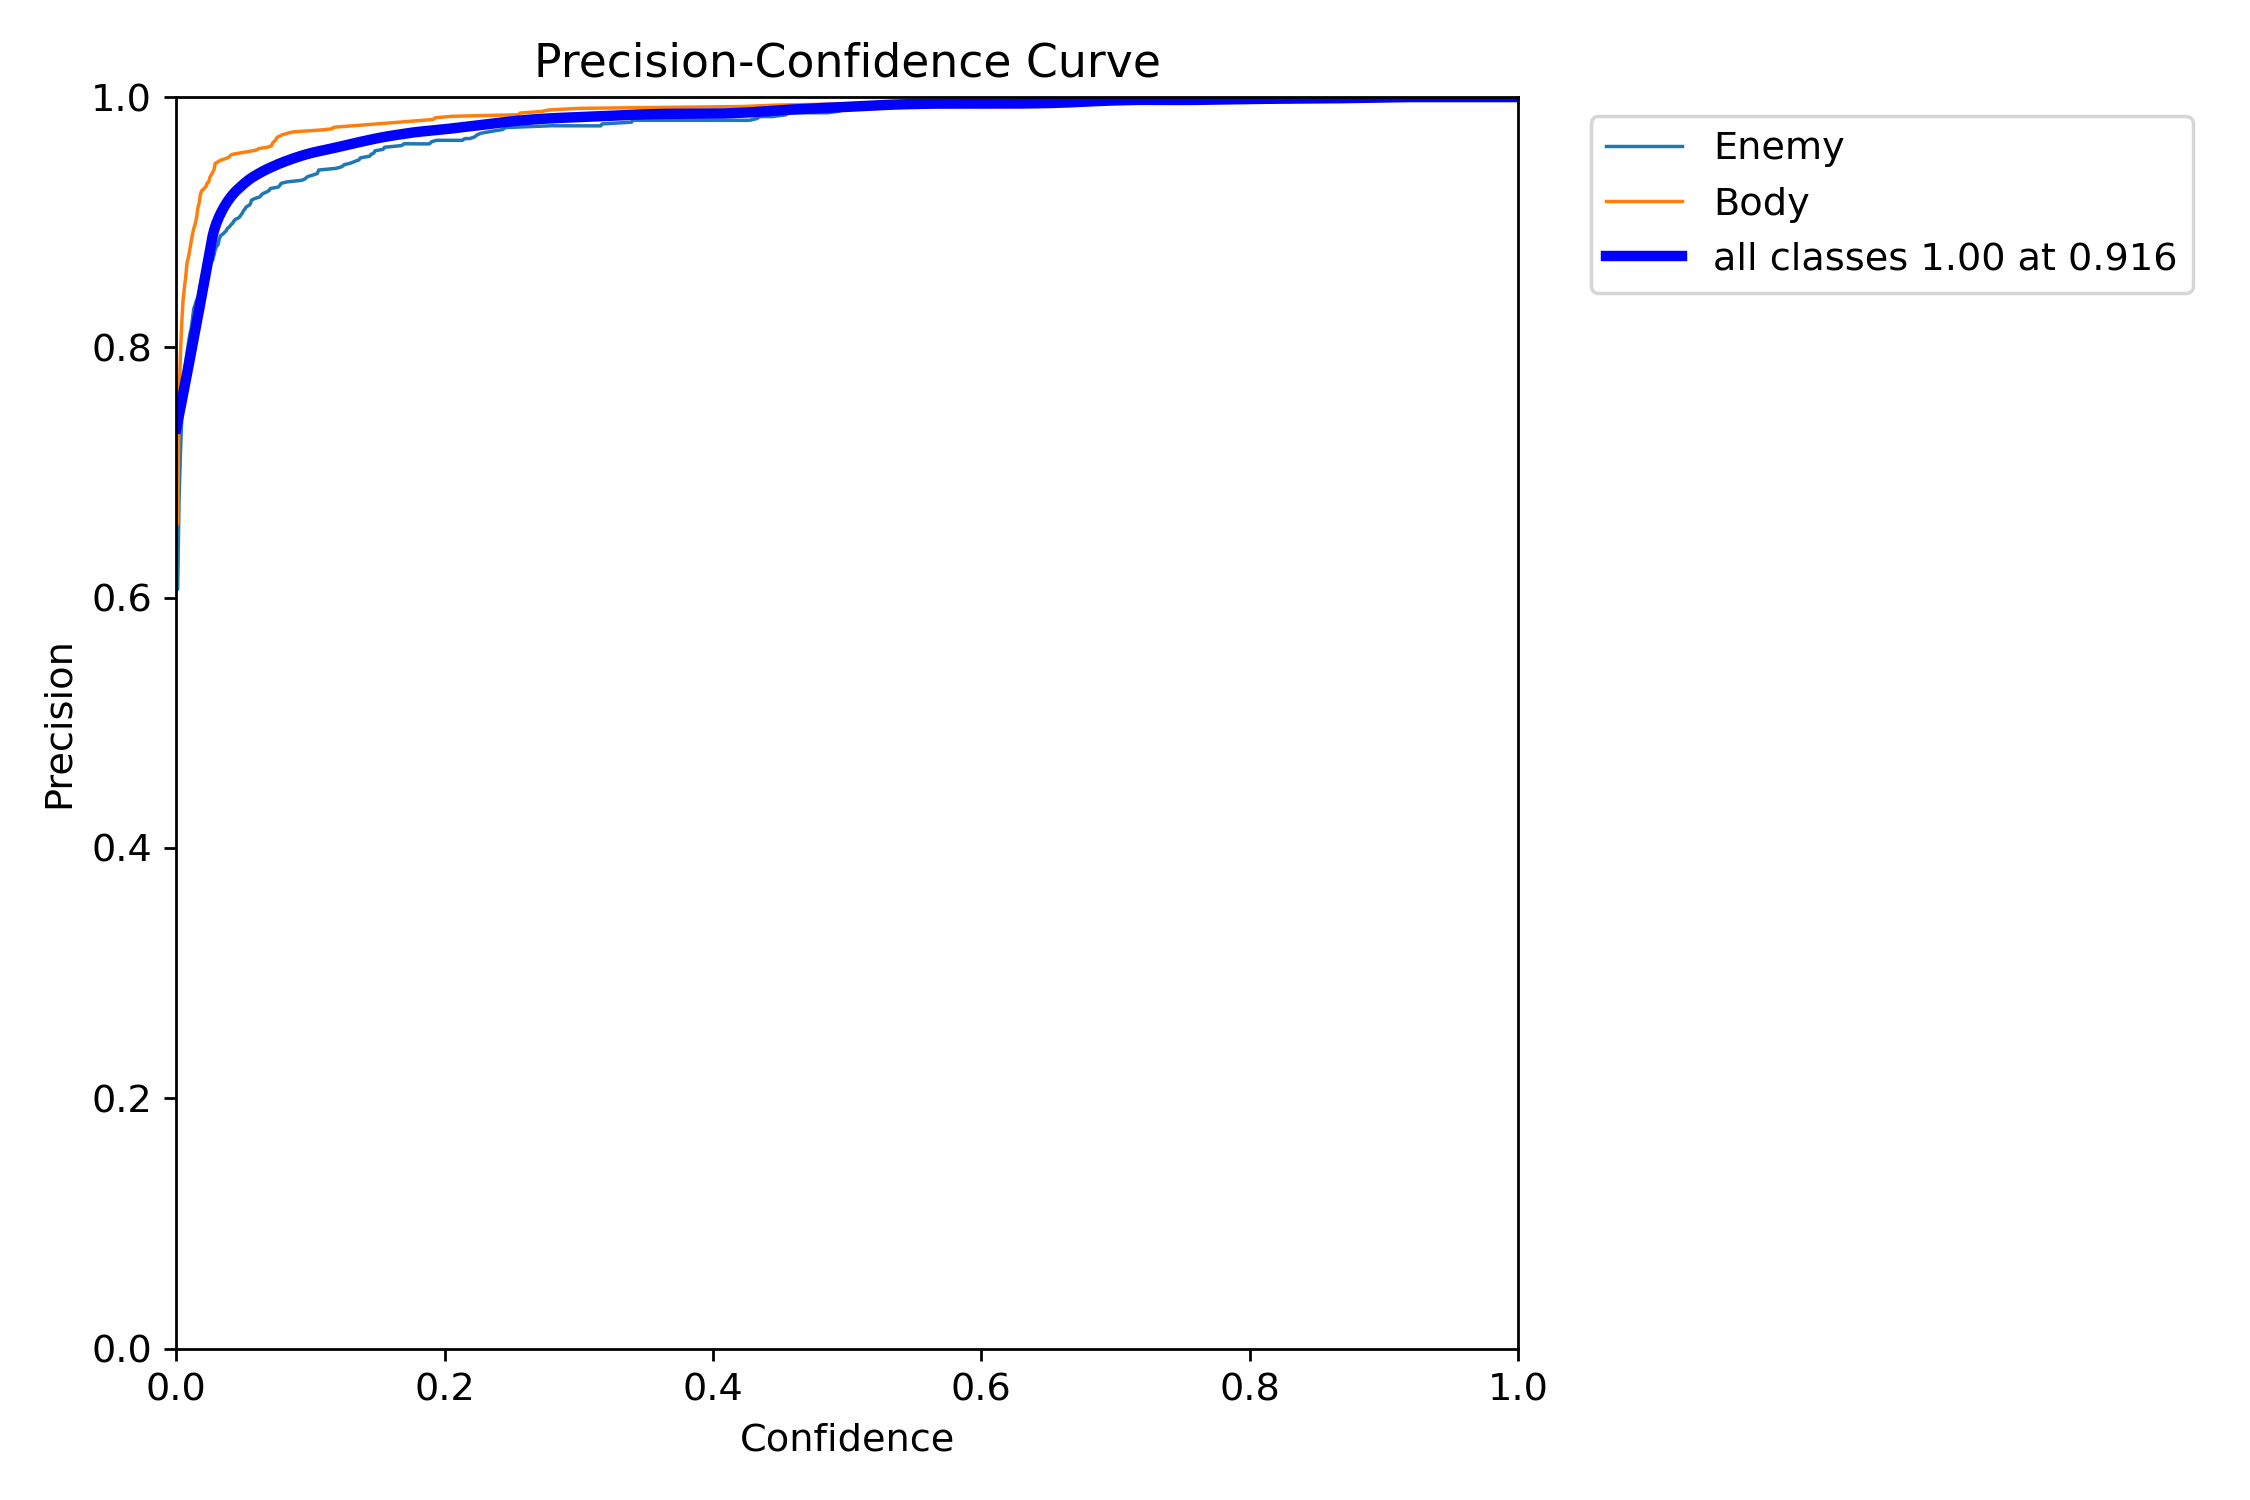 Precision-Confidence Curve
1.0
0.8
0.6
0.4
0.2
0.0
Precision
0.0 0.2 0.4 0.6 0.8 1.0
Confidence
Enemy
Body
all classes 1.00 at 0.916